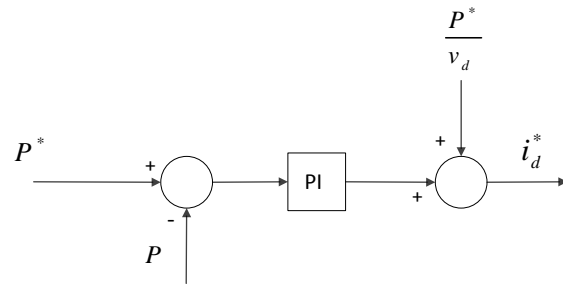 P*
v_d
P*
+
i_d^*
+
PI
+
-
P